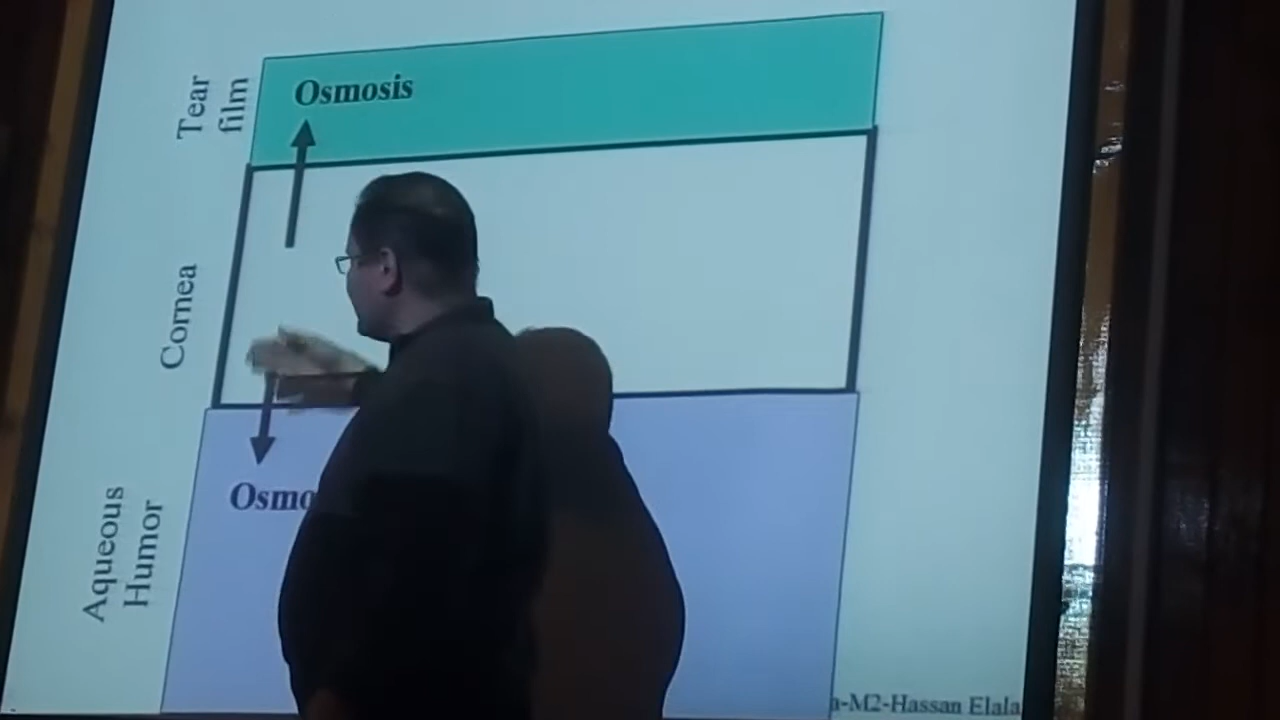 Tear
film
Osmosis
Cornea
Osmo
Aqueous
Humor
a-M2-Hassan Elala